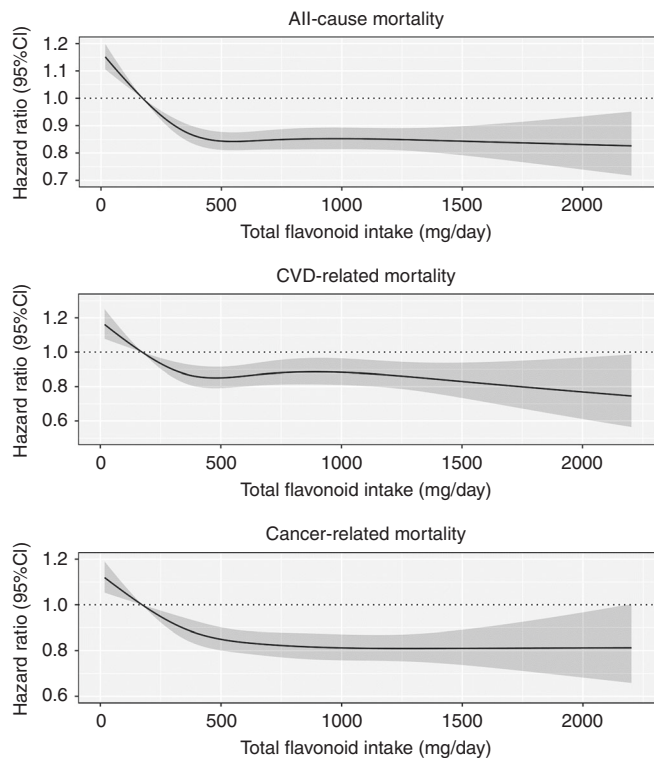 All-cause mortality
Hazard ratio (95%CI)
1.2
1.1
1.0
0.9
0.8
0.7
0 500 1000 1500 2000
Total flavonoid intake (mg/day)
CVD-related mortality
Hazard ratio (95%CI)
1.2
1.0
0.8
0.6
0 500 1000 1500 2000
Total flavonoid intake (mg/day)
Cancer-related mortality
Hazard ratio (95%CI)
1.2
1.0
0.8
0.6
0 500 1000 1500 2000
Total flavonoid intake (mg/day)